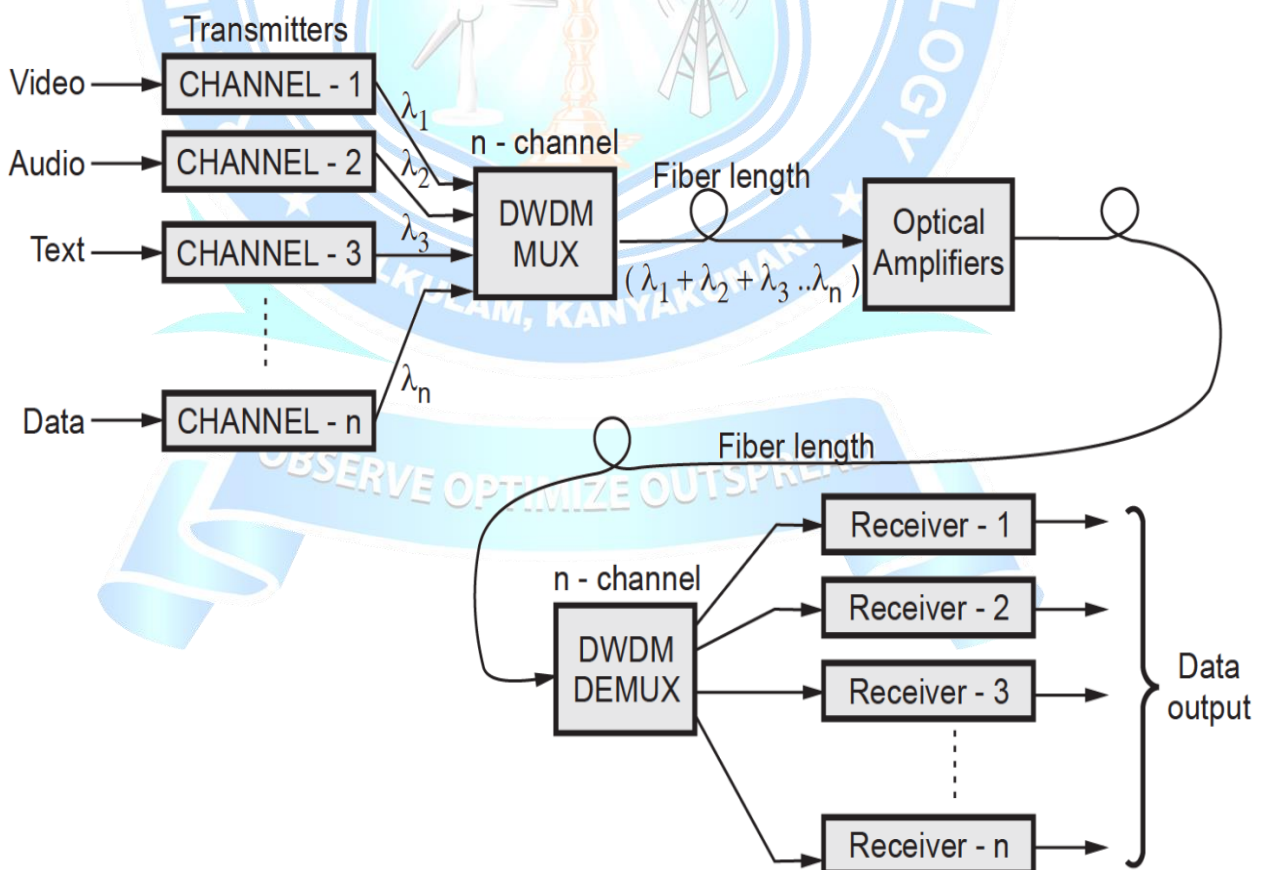 Transmitters
Video
CHANNEL - 1
λ1
Audio
CHANNEL - 2
λ2
Text
CHANNEL - 3
λ3
Data
CHANNEL - n
λn
n - channel
DWDM
MUX
Fiber length
( λ1 + λ2 + λ3 ..λn )
Optical
Amplifiers
Fiber length
n - channel
DWDM
DEMUX
Receiver - 1
Receiver - 2
Receiver - 3
Receiver - n
Data
output
LOGY
LKULAM, KANYAKUMARI
OBSERVE OPTIMIZE OUTSPREAD